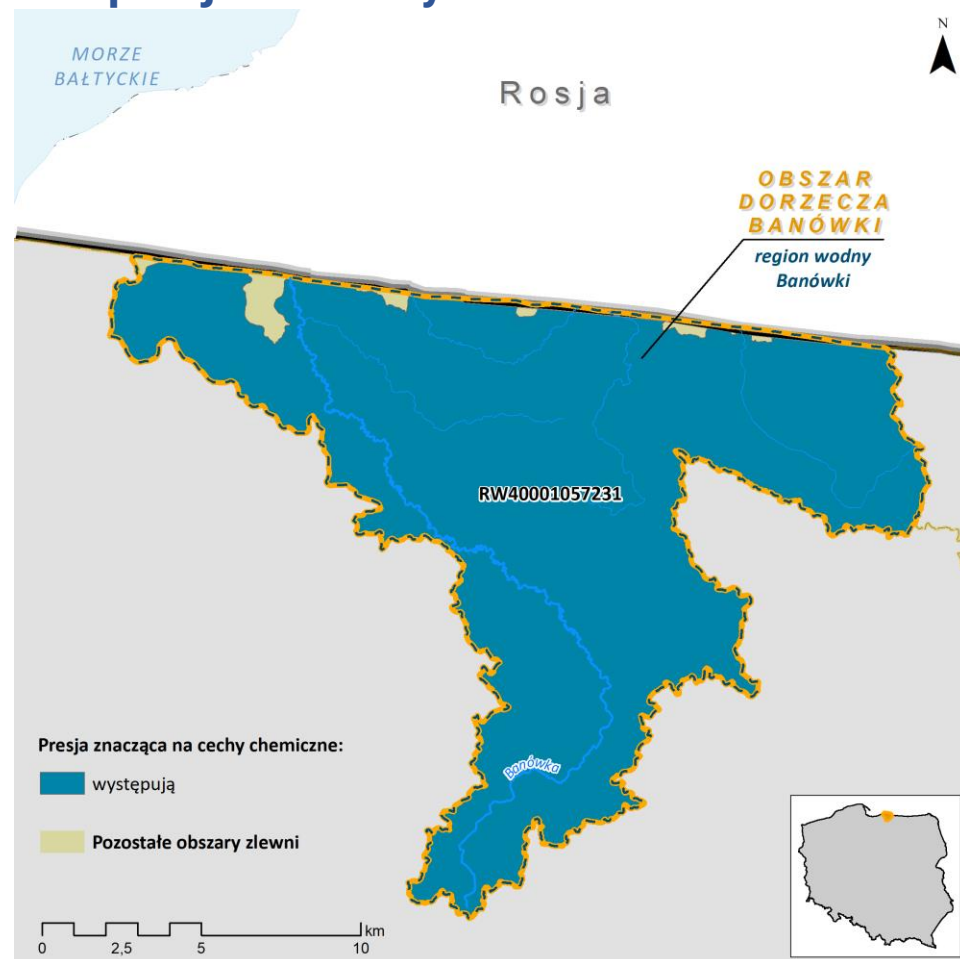 MORZE
BAŁTYCKIE
N
Rosja
OBSZAR
DORZECZA
BANÓWKI
region wodny
Banówki
RW40001057231
Banówka
Presja znacząca na cechy chemiczne:
występują
Pozostałe obszary zlewni
km
0 2,5 5 10